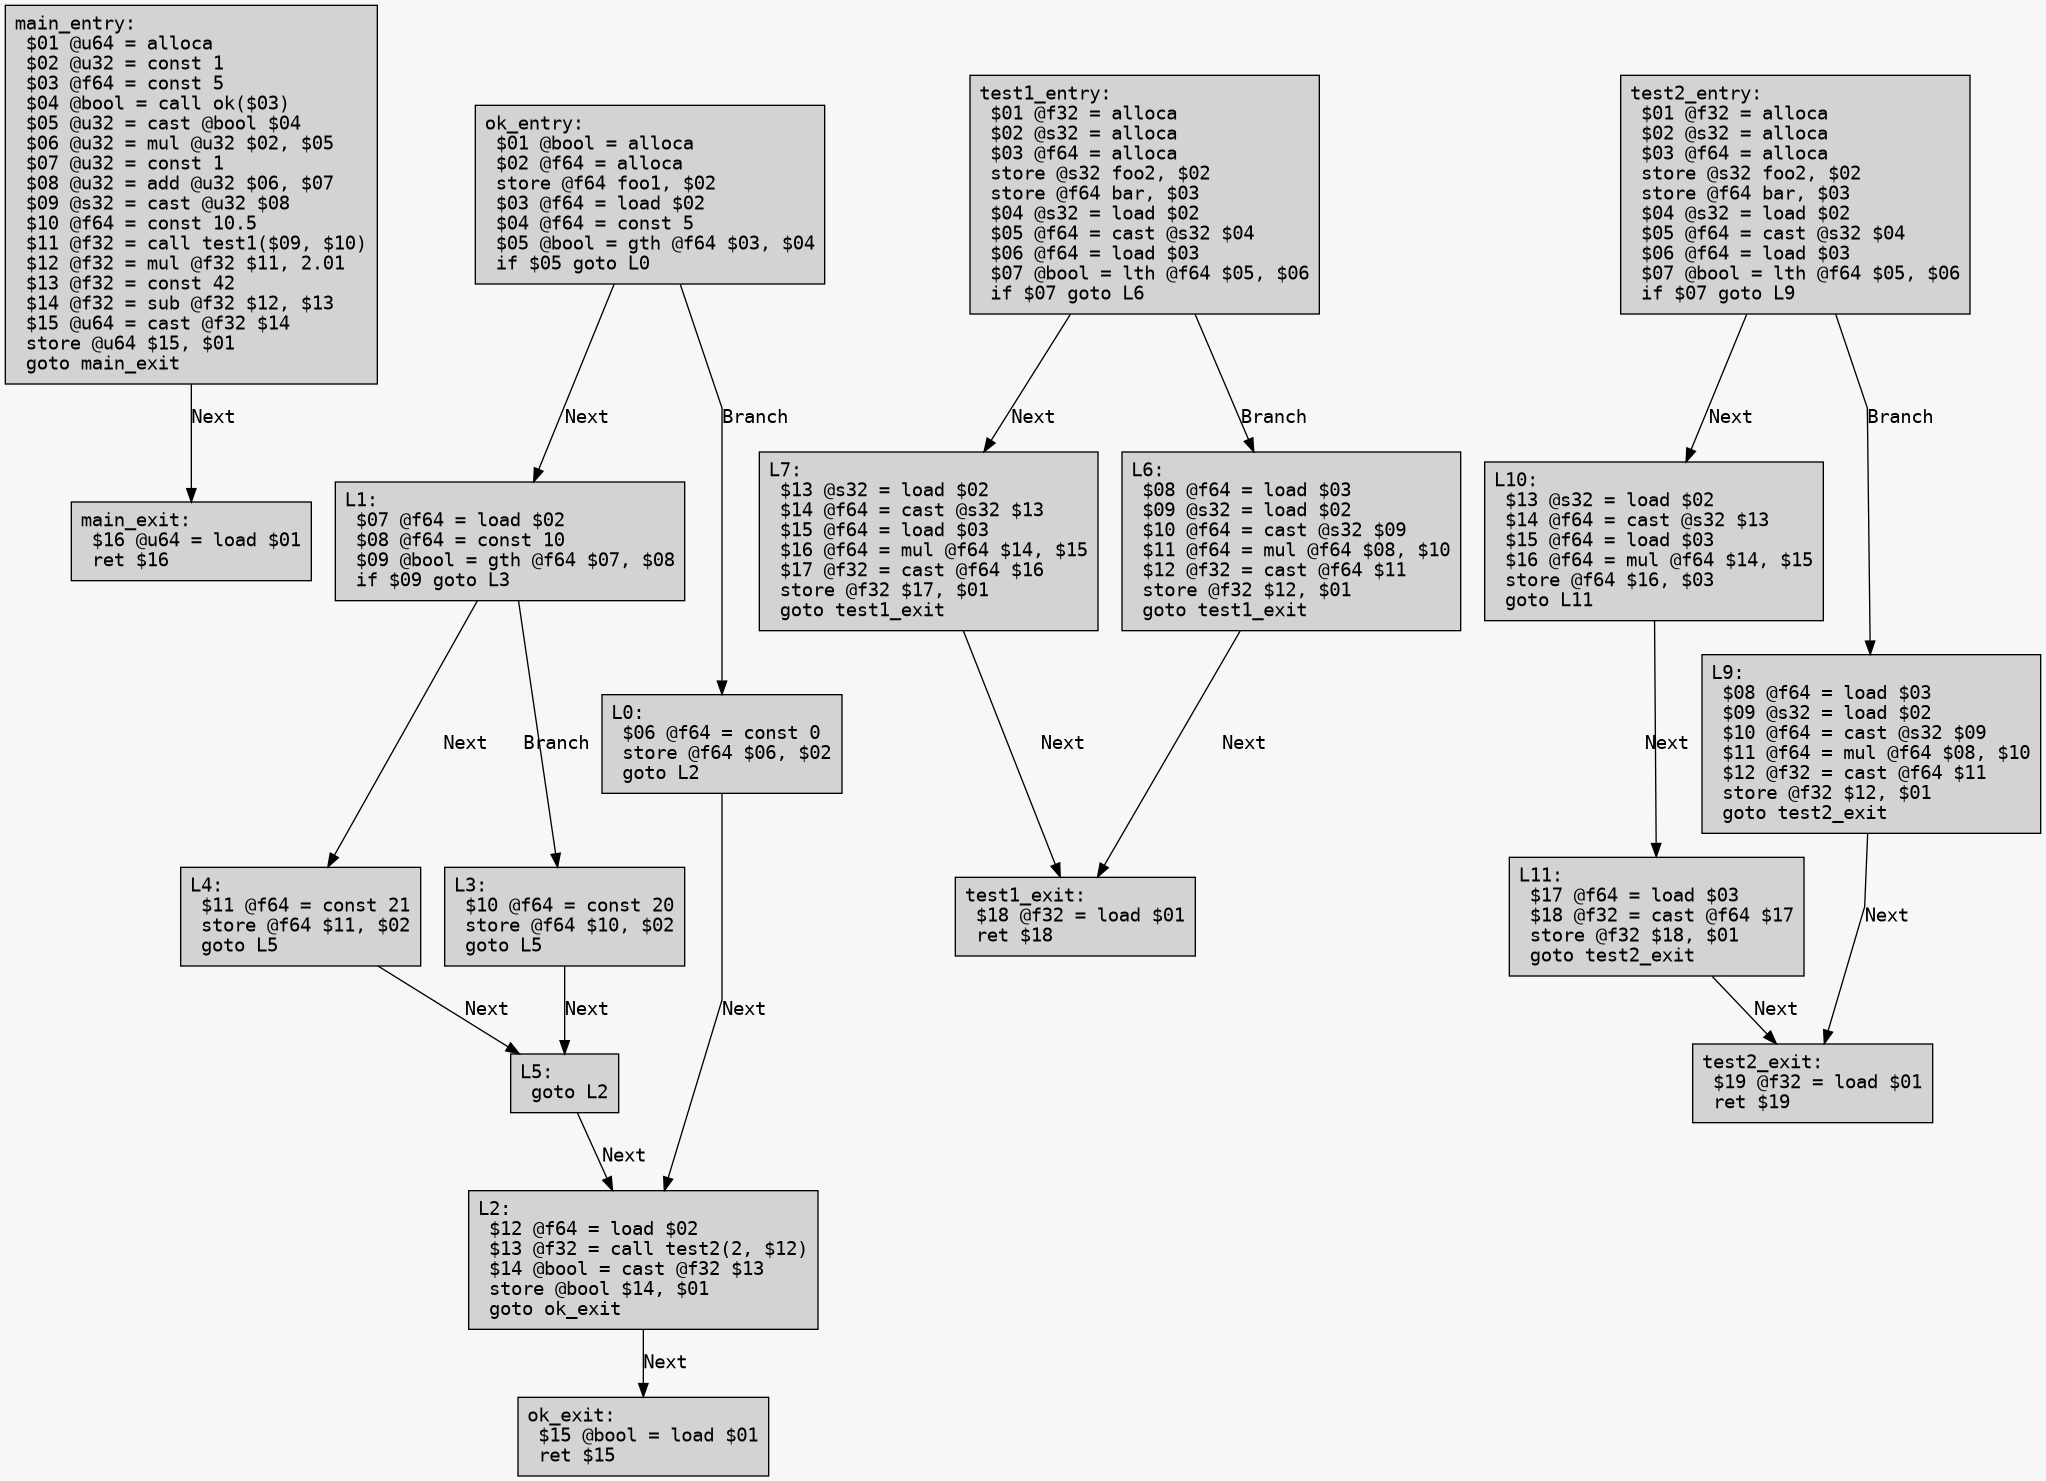 main_entry:
$01 @u64 = alloca
$02 @u32 = const 1
$03 @f64 = const 5
$04 @bool = call ok($03)
$05 @u32 = cast @bool $04
$06 @u32 = mul @u32 $02, $05
$07 @u32 = const 1
$08 @u32 = add @u32 $06, $07
$09 @s32 = cast @u32 $08
$10 @f64 = const 10.5
$11 @f32 = call test1($09, $10)
$12 @f32 = mul @f32 $11, 2.01
$13 @f32 = const 42
$14 @f32 = sub @f32 $12, $13
$15 @u64 = cast @f32 $14
store @u64 $15, $01
goto main_exit
Next
main_exit:
$16 @u64 = load $01
ret $16
ok_entry:
$01 @bool = alloca
$02 @f64 = alloca
store @f64 foo1, $02
$03 @f64 = load $02
$04 @f64 = const 5
$05 @bool = gth @f64 $03, $04
if $05 goto L0
Next
Branch
L1:
$07 @f64 = load $02
$08 @f64 = const 10
$09 @bool = gth @f64 $07, $08
if $09 goto L3
Next
Branch
L0:
$06 @f64 = const 0
store @f64 $06, $02
goto L2
L4:
$11 @f64 = const 21
store @f64 $11, $02
goto L5
L3:
$10 @f64 = const 20
store @f64 $10, $02
goto L5
Next
Next
Next
L5:
goto L2
Next
L2:
$12 @f64 = load $02
$13 @f32 = call test2(2, $12)
$14 @bool = cast @f32 $13
store @bool $14, $01
goto ok_exit
Next
ok_exit:
$15 @bool = load $01
ret $15
test1_entry:
$01 @f32 = alloca
$02 @s32 = alloca
$03 @f64 = alloca
store @s32 foo2, $02
store @f64 bar, $03
$04 @s32 = load $02
$05 @f64 = cast @s32 $04
$06 @f64 = load $03
$07 @bool = lth @f64 $05, $06
if $07 goto L6
Next
Branch
L7:
$13 @s32 = load $02
$14 @f64 = cast @s32 $13
$15 @f64 = load $03
$16 @f64 = mul @f64 $14, $15
$17 @f32 = cast @f64 $16
store @f32 $17, $01
goto test1_exit
L6:
$08 @f64 = load $03
$09 @s32 = load $02
$10 @f64 = cast @s32 $09
$11 @f64 = mul @f64 $08, $10
$12 @f32 = cast @f64 $11
store @f32 $12, $01
goto test1_exit
Next
Next
test1_exit:
$18 @f32 = load $01
ret $18
test2_entry:
$01 @f32 = alloca
$02 @s32 = alloca
$03 @f64 = alloca
store @s32 foo2, $02
store @f64 bar, $03
$04 @s32 = load $02
$05 @f64 = cast @s32 $04
$06 @f64 = load $03
$07 @bool = lth @f64 $05, $06
if $07 goto L9
Next
Branch
L10:
$13 @s32 = load $02
$14 @f64 = cast @s32 $13
$15 @f64 = load $03
$16 @f64 = mul @f64 $14, $15
store @f64 $16, $03
goto L11
Next
L9:
$08 @f64 = load $03
$09 @s32 = load $02
$10 @f64 = cast @s32 $09
$11 @f64 = mul @f64 $08, $10
$12 @f32 = cast @f64 $11
store @f32 $12, $01
goto test2_exit
L11:
$17 @f64 = load $03
$18 @f32 = cast @f64 $17
store @f32 $18, $01
goto test2_exit
Next
Next
test2_exit:
$19 @f32 = load $01
ret $19